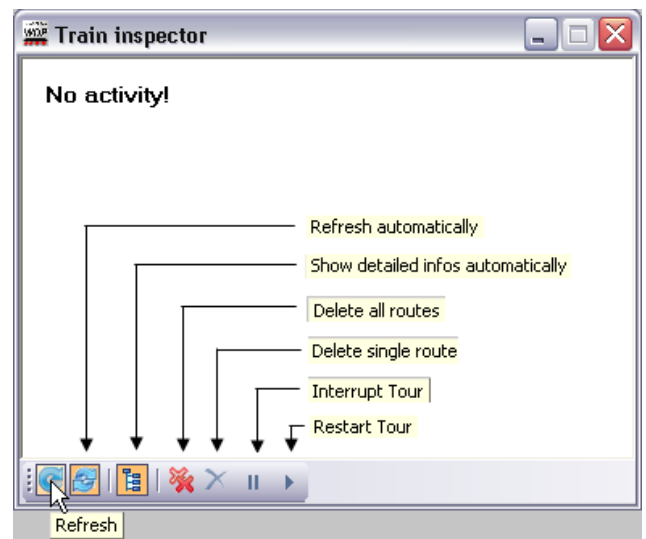 WDP Train inspector
No activity!
Refresh automatically
Show detailed infos automatically
Delete all routes
Delete single route
Interrupt Tour
Restart Tour
Refresh